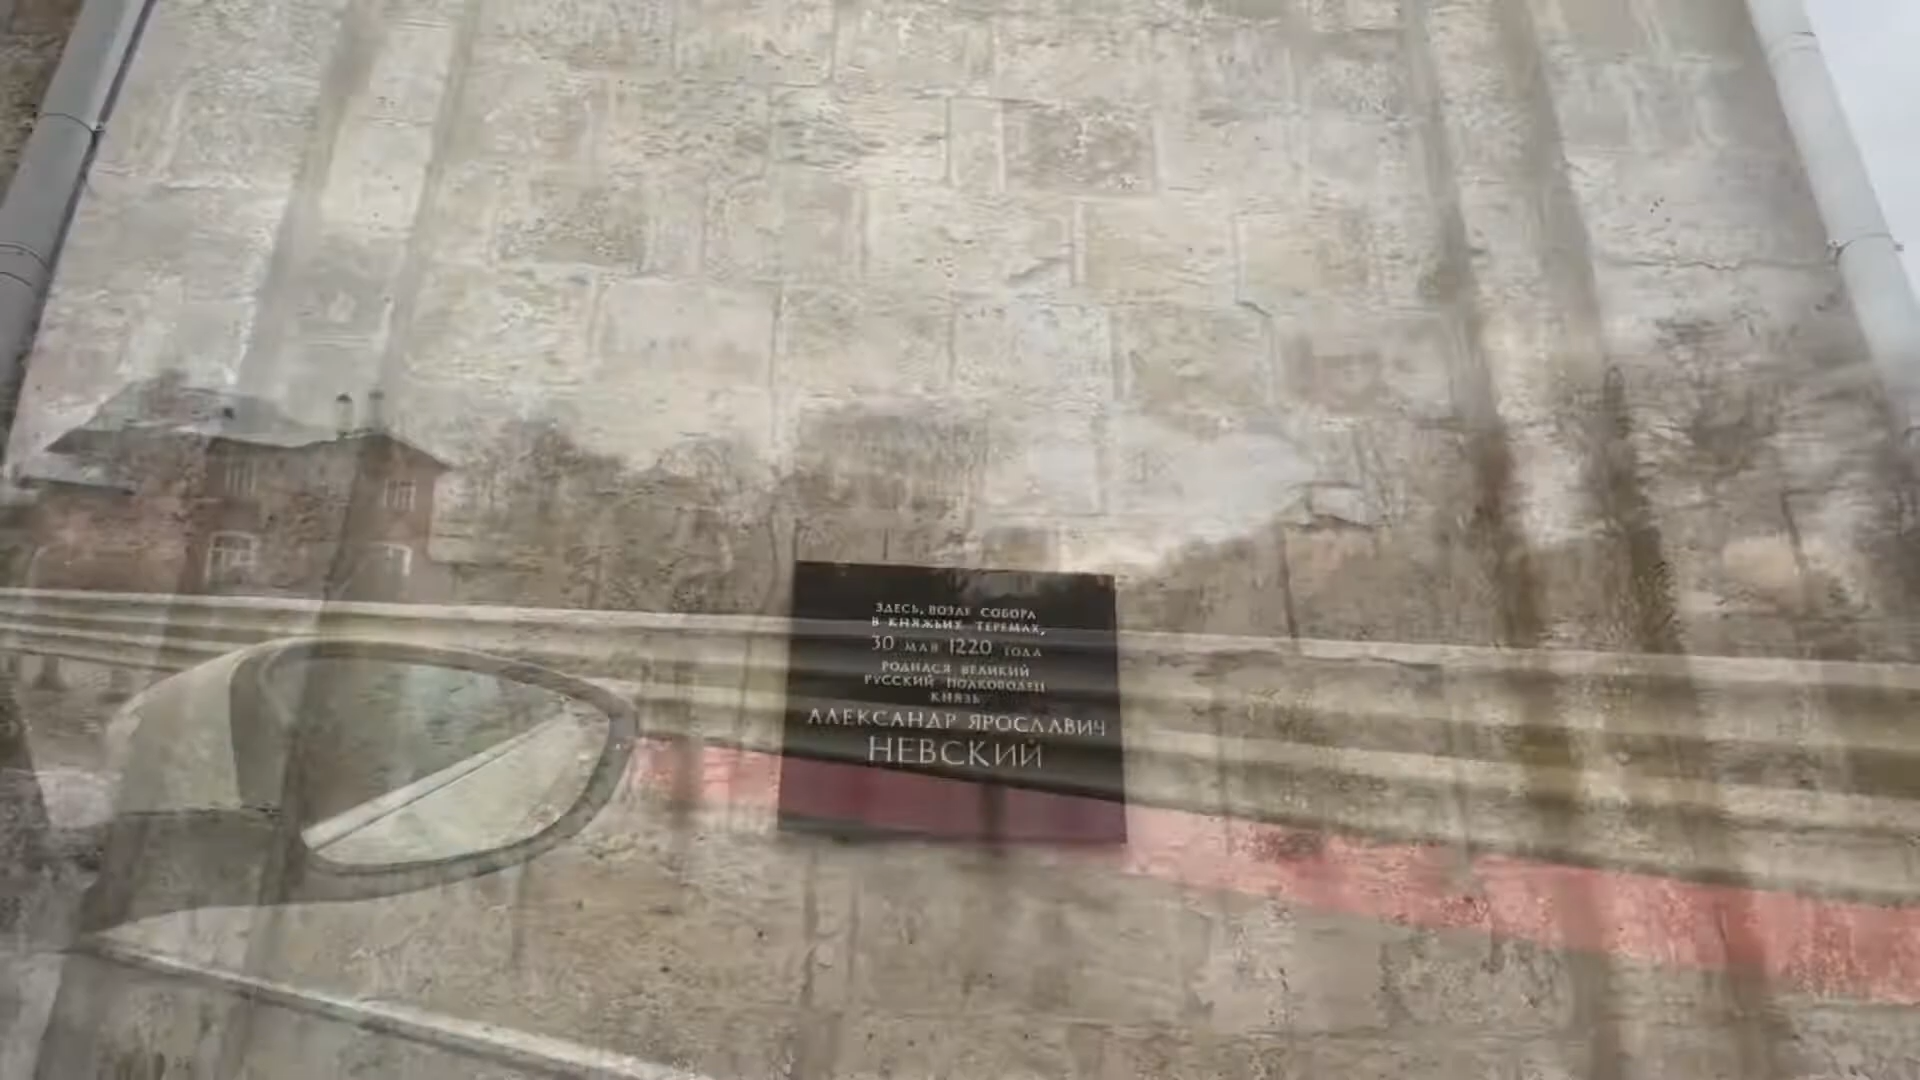 ЗДЕСЬ, ВОЗЛЕ СОБОРА
В КНЯЖЬИХ ТЕРЕМАХ,
30 МАЯ 1220 ГОДА
РОДИЛСЯ ВЕЛИКИЙ
РУССКИЙ ПОЛКОВОДЕЦ
КНЯЗЬ
АЛЕКСАНДР ЯРОСЛАВИЧ
НЕВСКИЙ